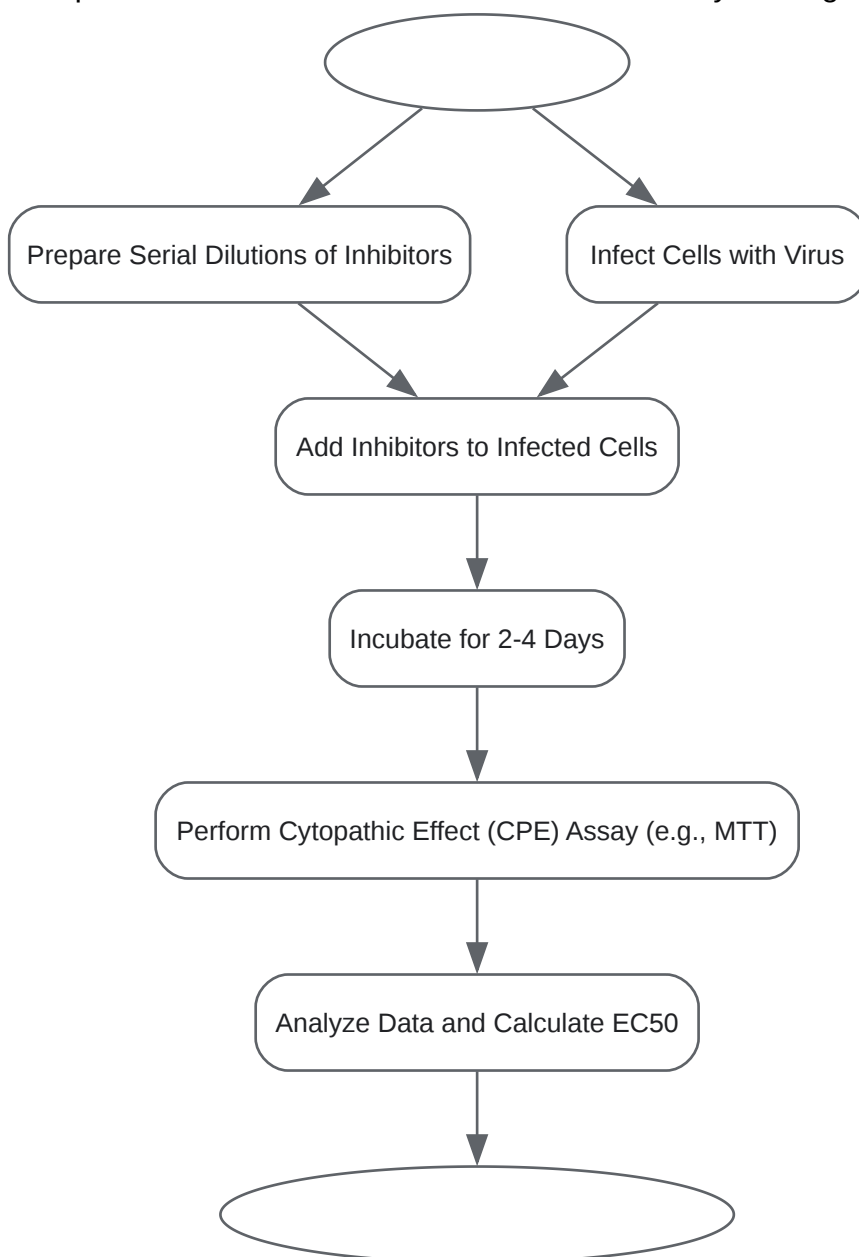 Prepare Serial Dilutions of Inhibitors
Infect Cells with Virus
Add Inhibitors to Infected Cells
Incubate for 2-4 Days
Perform Cytopathic Effect (CPE) Assay (e.g., MTT)
Analyze Data and Calculate EC50